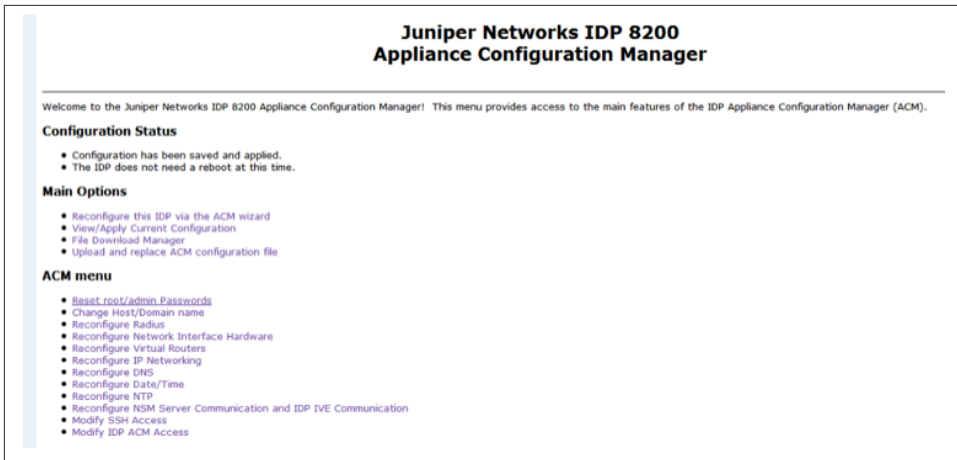 Juniper Networks IDP 8200
Appliance Configuration Manager
Welcome to the Juniper Networks IDP 8200 Appliance Configuration Manager! This menu provides access to the main features of the IDP Appliance Configuration Manager (ACM).
Configuration Status
• Configuration has been saved and applied.
• The IDP does not need a reboot at this time.
Main Options
• Reconfigure this IDP via the ACM wizard
• View/Apply Current Configuration
• File Download Manager
• Upload and replace ACM configuration file
ACM menu
• Reset root/admin Passwords
• Change Host/Domain name
• Reconfigure Radius
• Reconfigure Network Interface Hardware
• Reconfigure Virtual Routers
• Reconfigure IP Networking
• Reconfigure DNS
• Reconfigure Date/Time
• Reconfigure NTP
• Reconfigure NSM Server Communication and IDP IVE Communication
• Modify SSH Access
• Modify IDP ACM Access